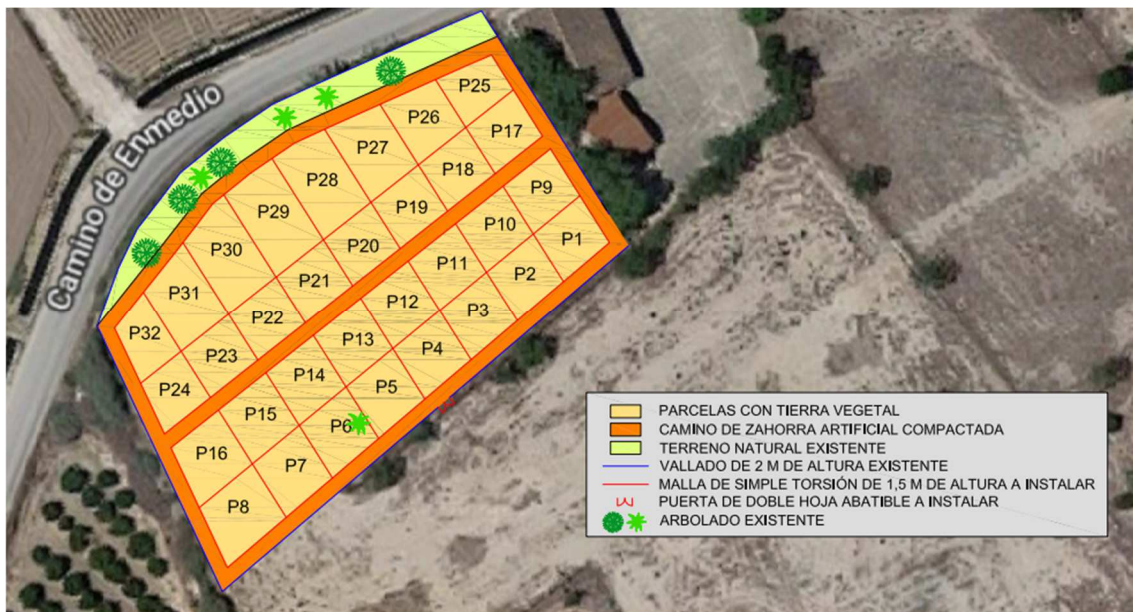 Camino de Enmedio
P25
P26
P17
P27
P18
P28
P9
P29
P19
P10
P1
P30
P20
P11
P2
P31
P21
P12
P3
P32
P22
P13
P4
P23
P14
P5
P24
P15
P6
P16
P7
P8
PARCELAS CON TIERRA VEGETAL
CAMINO DE ZAHORRA ARTIFICIAL COMPACTADA
TERRENO NATURAL EXISTENTE
VALLADO DE 2 M DE ALTURA EXISTENTE
MALLA DE SIMPLE TORSIÓN DE 1,5 M DE ALTURA A INSTALAR
PUERTA DE DOBLE HOJA ABATIBLE A INSTALAR
ARBOLADO EXISTENTE